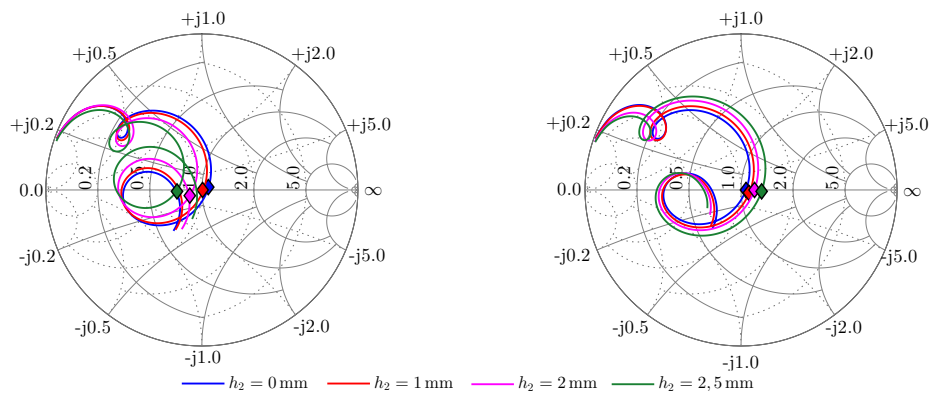 +j1.0 +j1.0
+j0.5 +j2.0 +j0.5 +j2.0
+j0.2 +j5.0 +j0.2 +j5.0
0.0 0.2 1.0 2.0 5.0 ∞ 0.0 0.2 0.5 1.0 2.0 5.0 ∞
-j0.2 -j5.0 -j0.2 -j5.0
-j0.5 -j2.0 -j0.5 -j2.0
-j1.0 -j1.0
h₂ = 0 mm h₂ = 1 mm h₂ = 2 mm h₂ = 2,5 mm